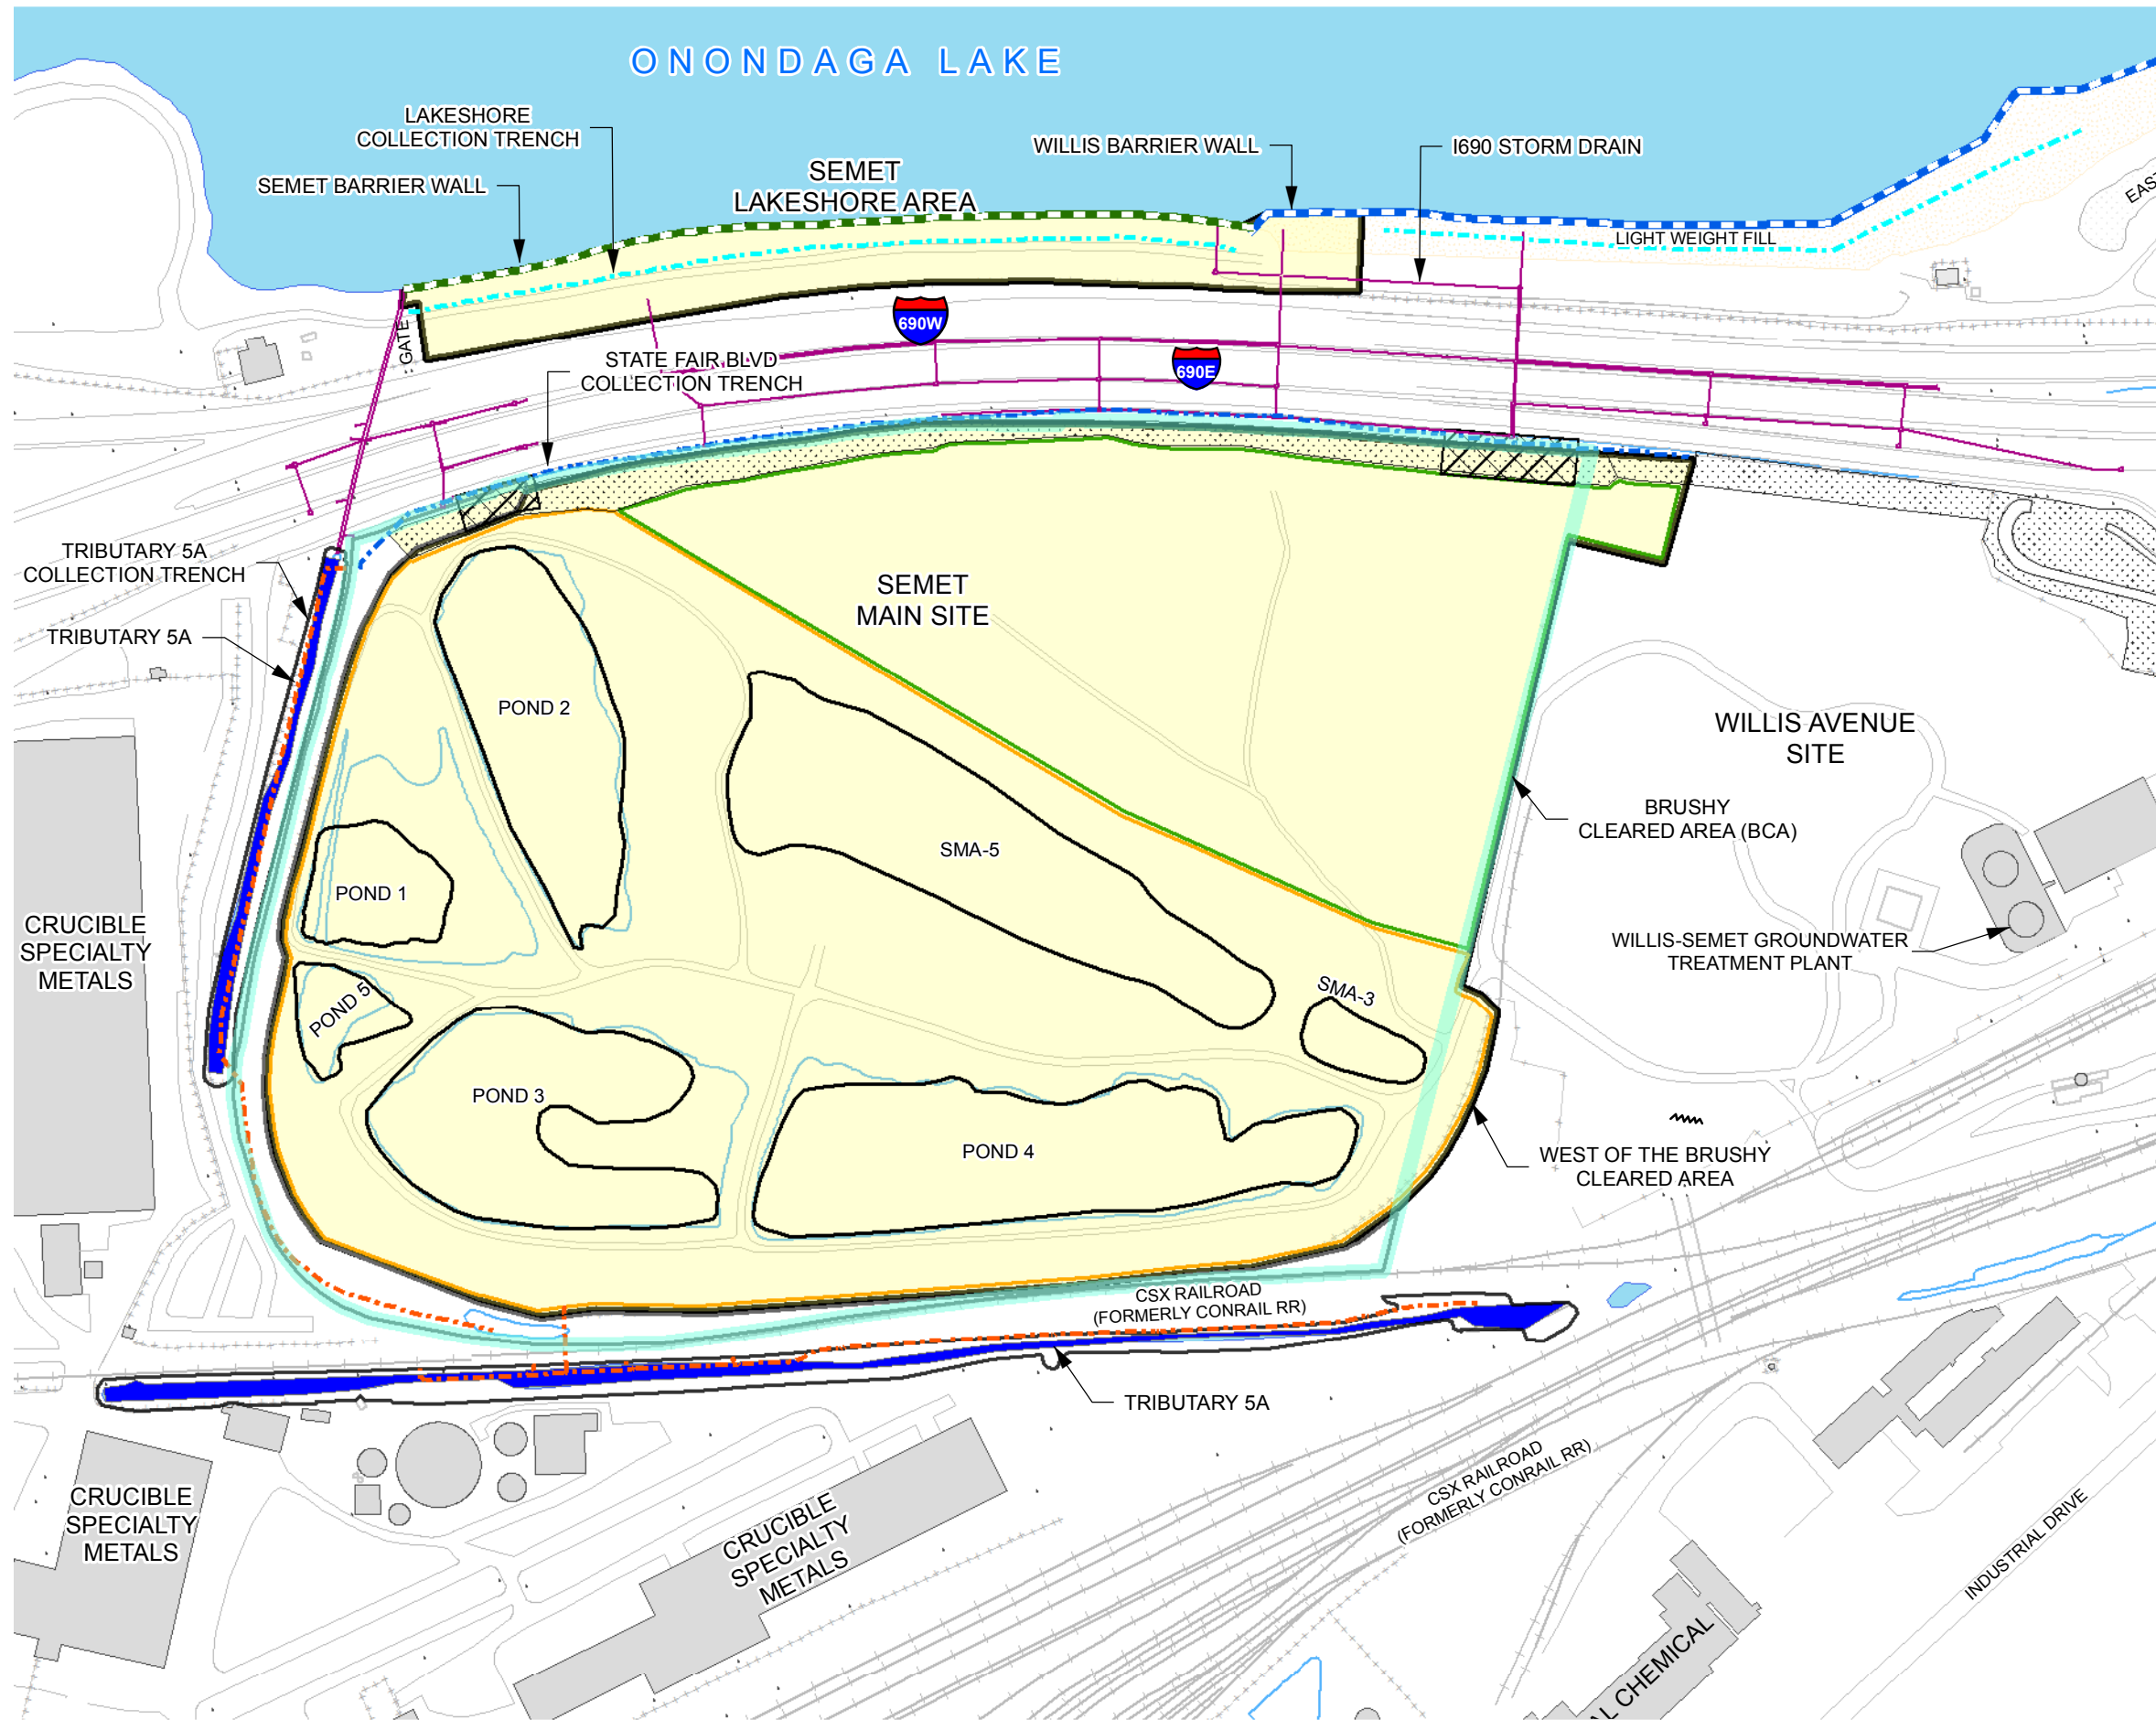 ONONDAGA LAKE
LAKESHORE
COLLECTION TRENCH
SEMET BARRIER WALL
SEMET
LAKESHORE AREA
WILLIS BARRIER WALL
I690 STORM DRAIN
LIGHT WEIGHT FILL
EAST
GATE
690W
690E
STATE FAIR BLVD
COLLECTION TRENCH
TRIBUTARY 5A
COLLECTION TRENCH
TRIBUTARY 5A
SEMET
MAIN SITE
POND 2
POND 1
SMA-5
WILLIS AVENUE
SITE
BRUSHY
CLEARED AREA (BCA)
CRUCIBLE
SPECIALTY
METALS
WILLIS-SEMET GROUNDWATER
TREATMENT PLANT
POND 5
SMA-3
POND 3
POND 4
WEST OF THE BRUSHY
CLEARED AREA
CSX RAILROAD
(FORMERLY CONRAIL RR)
TRIBUTARY 5A
CRUCIBLE
SPECIALTY
METALS
CRUCIBLE
SPECIALTY
METALS
CSX RAILROAD
(FORMERLY CONRAIL RR)
INDUSTRIAL DRIVE
AL CHEMICAL